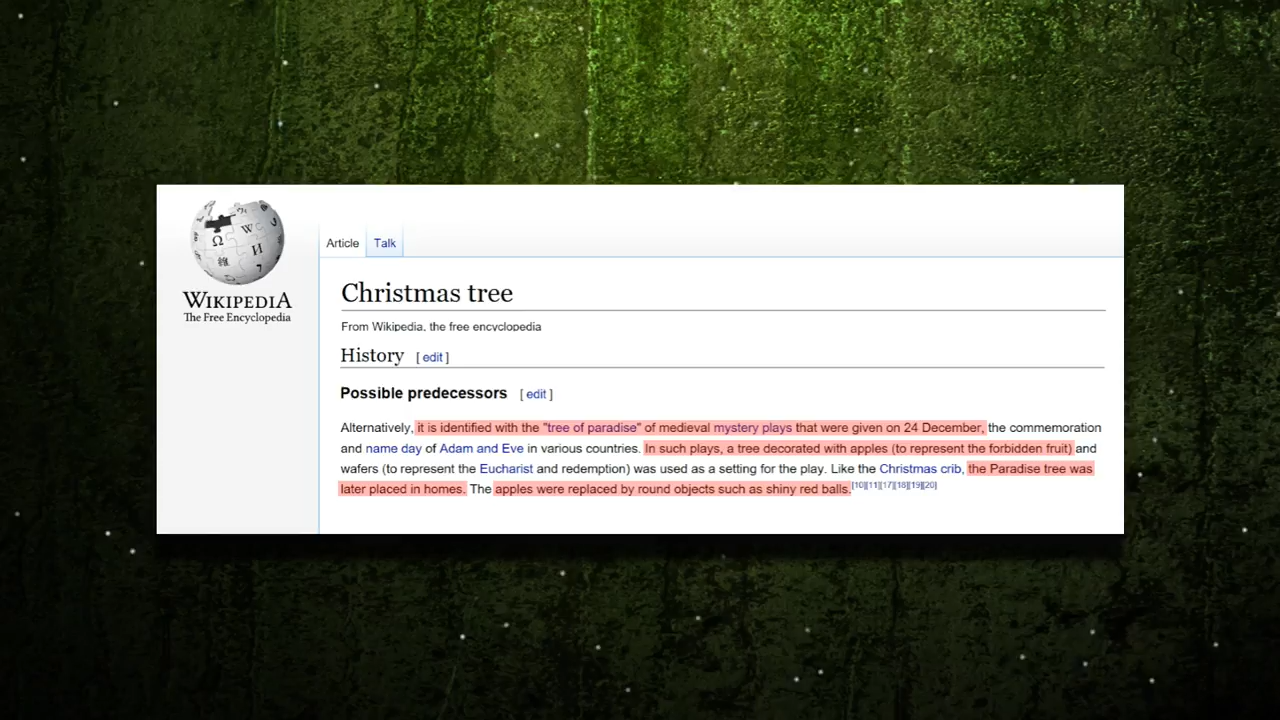 WIKIPEDIA
The Free Encyclopedia
Article Talk
Christmas tree
From Wikipedia, the free encyclopedia
History [ edit ]
Possible predecessors [ edit ]
Alternatively, it is identified with the "tree of paradise" of medieval mystery plays that were given on 24 December, the commemoration
and name day of Adam and Eve in various countries. In such plays, a tree decorated with apples (to represent the forbidden fruit) and
wafers (to represent the Eucharist and redemption) was used as a setting for the play. Like the Christmas crib, the Paradise tree was
later placed in homes. The apples were replaced by round objects such as shiny red balls.[10][11][17][18][19][20]